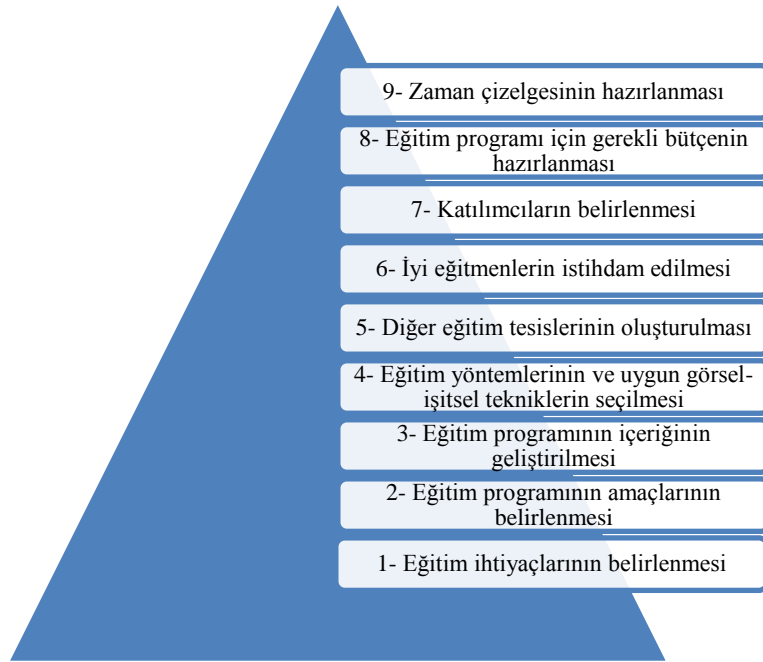 9- Zaman çizelgesinin hazırlanması
8- Eğitim programı için gerekli bütçenin
hazırlanması
7- Katılımcıların belirlenmesi
6- İyi eğitmenlerin istihdam edilmesi
5- Diğer eğitim tesislerinin oluşturulması
4- Eğitim yöntemlerinin ve uygun görsel-
işitsel tekniklerin seçilmesi
3- Eğitim programının içeriğinin
geliştirilmesi
2- Eğitim programının amaçlarının
belirlenmesi
1- Eğitim ihtiyaçlarının belirlenmesi